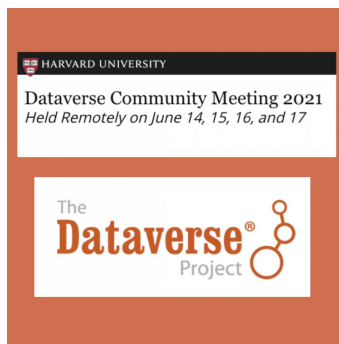 HARVARD UNIVERSITY
Dataverse Community Meeting 2021
Held Remotely on June 14, 15, 16, and 17
The
Dataverse®
Project